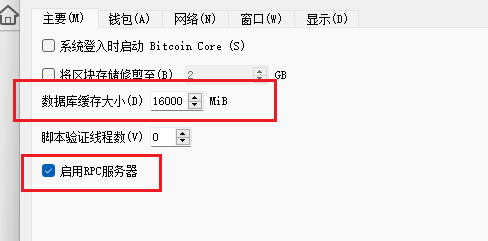 主要(M) 钱包(A) 网络(N) 窗口(W) 显示(D)
系统登入时启动 Bitcoin Core (S)
将区块存储修剪至(B) 2 GB
数据库缓存大小(D) 16000 MiB
脚本验证线程数(V) 0
启用RPC服务器